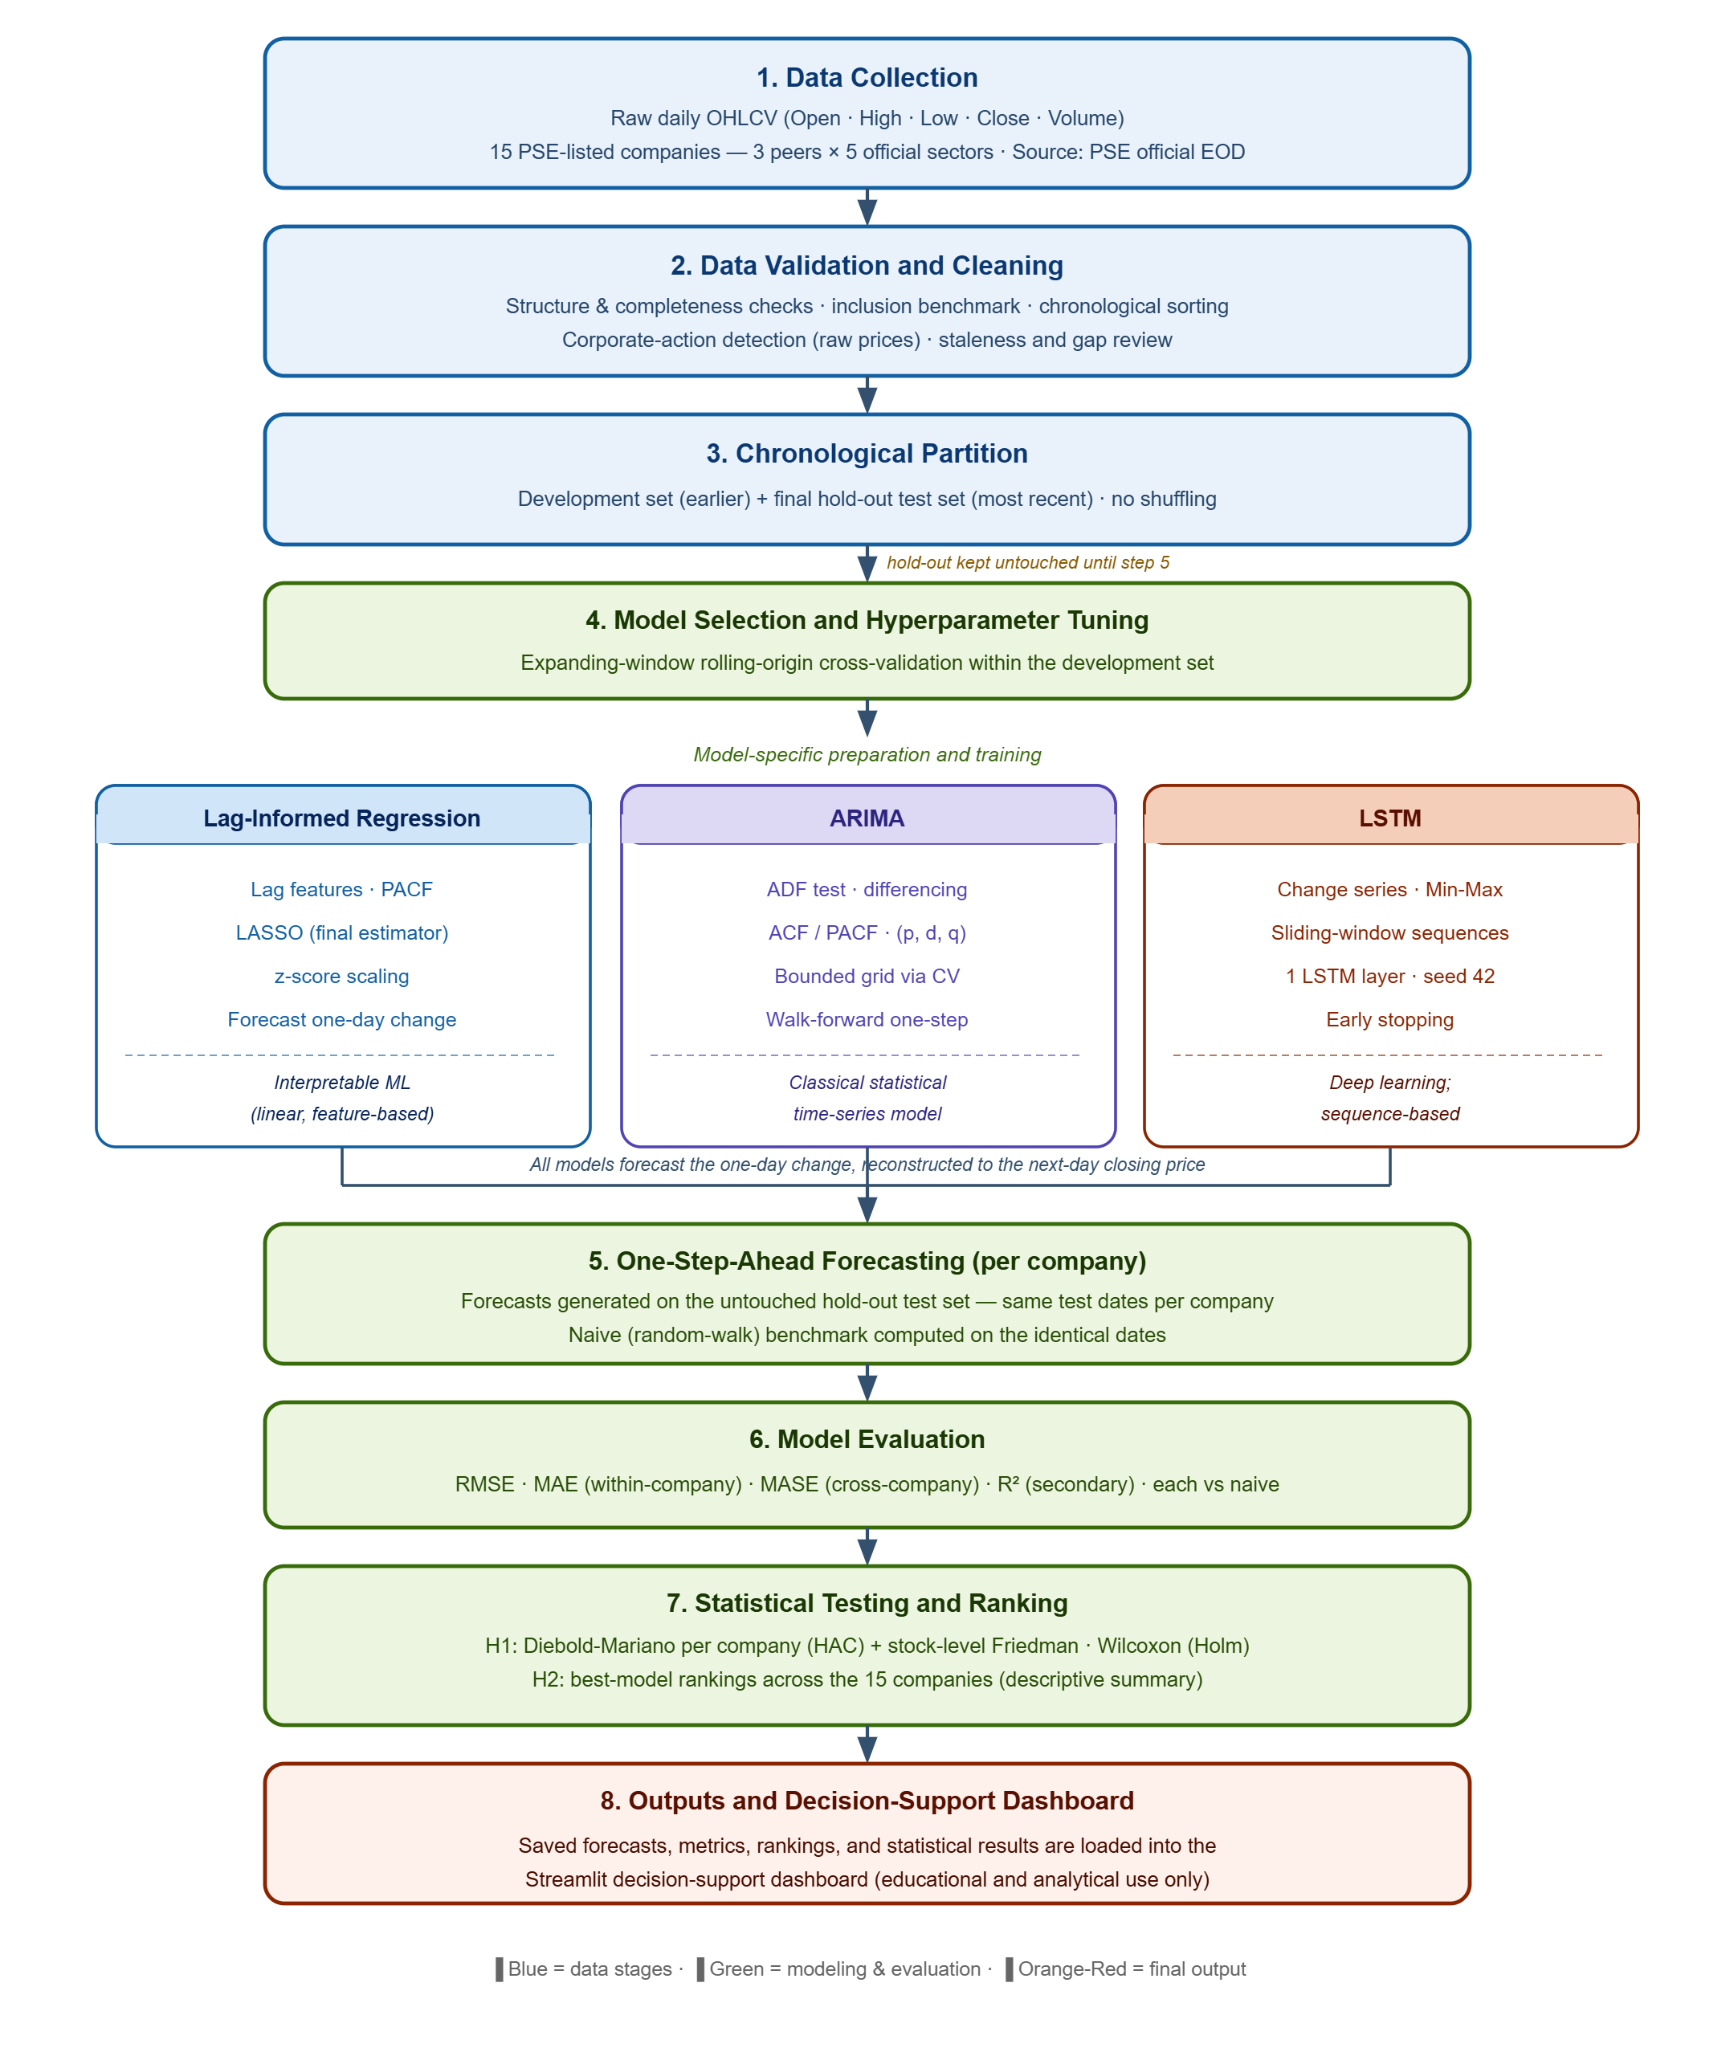 1. Data Collection
Raw daily OHLCV (Open · High · Low · Close · Volume)
15 PSE-listed companies — 3 peers × 5 official sectors · Source: PSE official EOD
2. Data Validation and Cleaning
Structure & completeness checks · inclusion benchmark · chronological sorting
Corporate-action detection (raw prices) · staleness and gap review
3. Chronological Partition
Development set (earlier) + final hold-out test set (most recent) · no shuffling
hold-out kept untouched until step 5
4. Model Selection and Hyperparameter Tuning
Expanding-window rolling-origin cross-validation within the development set
Model-specific preparation and training
Lag-Informed Regression
Lag features · PACF
LASSO (final estimator)
z-score scaling
Forecast one-day change
Interpretable ML
(linear, feature-based)
ARIMA
ADF test · differencing
ACF / PACF · (p, d, q)
Bounded grid via CV
Walk-forward one-step
Classical statistical
time-series model
LSTM
Change series · Min-Max
Sliding-window sequences
1 LSTM layer · seed 42
Early stopping
Deep learning;
sequence-based
All models forecast the one-day change, reconstructed to the next-day closing price
5. One-Step-Ahead Forecasting (per company)
Forecasts generated on the untouched hold-out test set — same test dates per company
Naive (random-walk) benchmark computed on the identical dates
6. Model Evaluation
RMSE · MAE (within-company) · MASE (cross-company) · R² (secondary) · each vs naive
7. Statistical Testing and Ranking
H1: Diebold-Mariano per company (HAC) + stock-level Friedman · Wilcoxon (Holm)
H2: best-model rankings across the 15 companies (descriptive summary)
8. Outputs and Decision-Support Dashboard
Saved forecasts, metrics, rankings, and statistical results are loaded into the
Streamlit decision-support dashboard (educational and analytical use only)
▌Blue = data stages · ▌Green = modeling & evaluation · ▌Orange-Red = final output